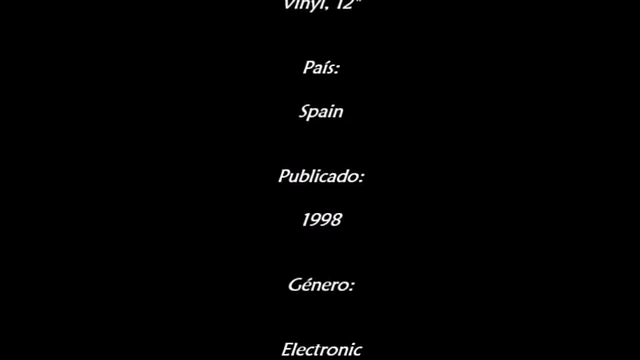 Vinyl, 12"
País:
Spain
Publicado:
1998
Género:
Electronic